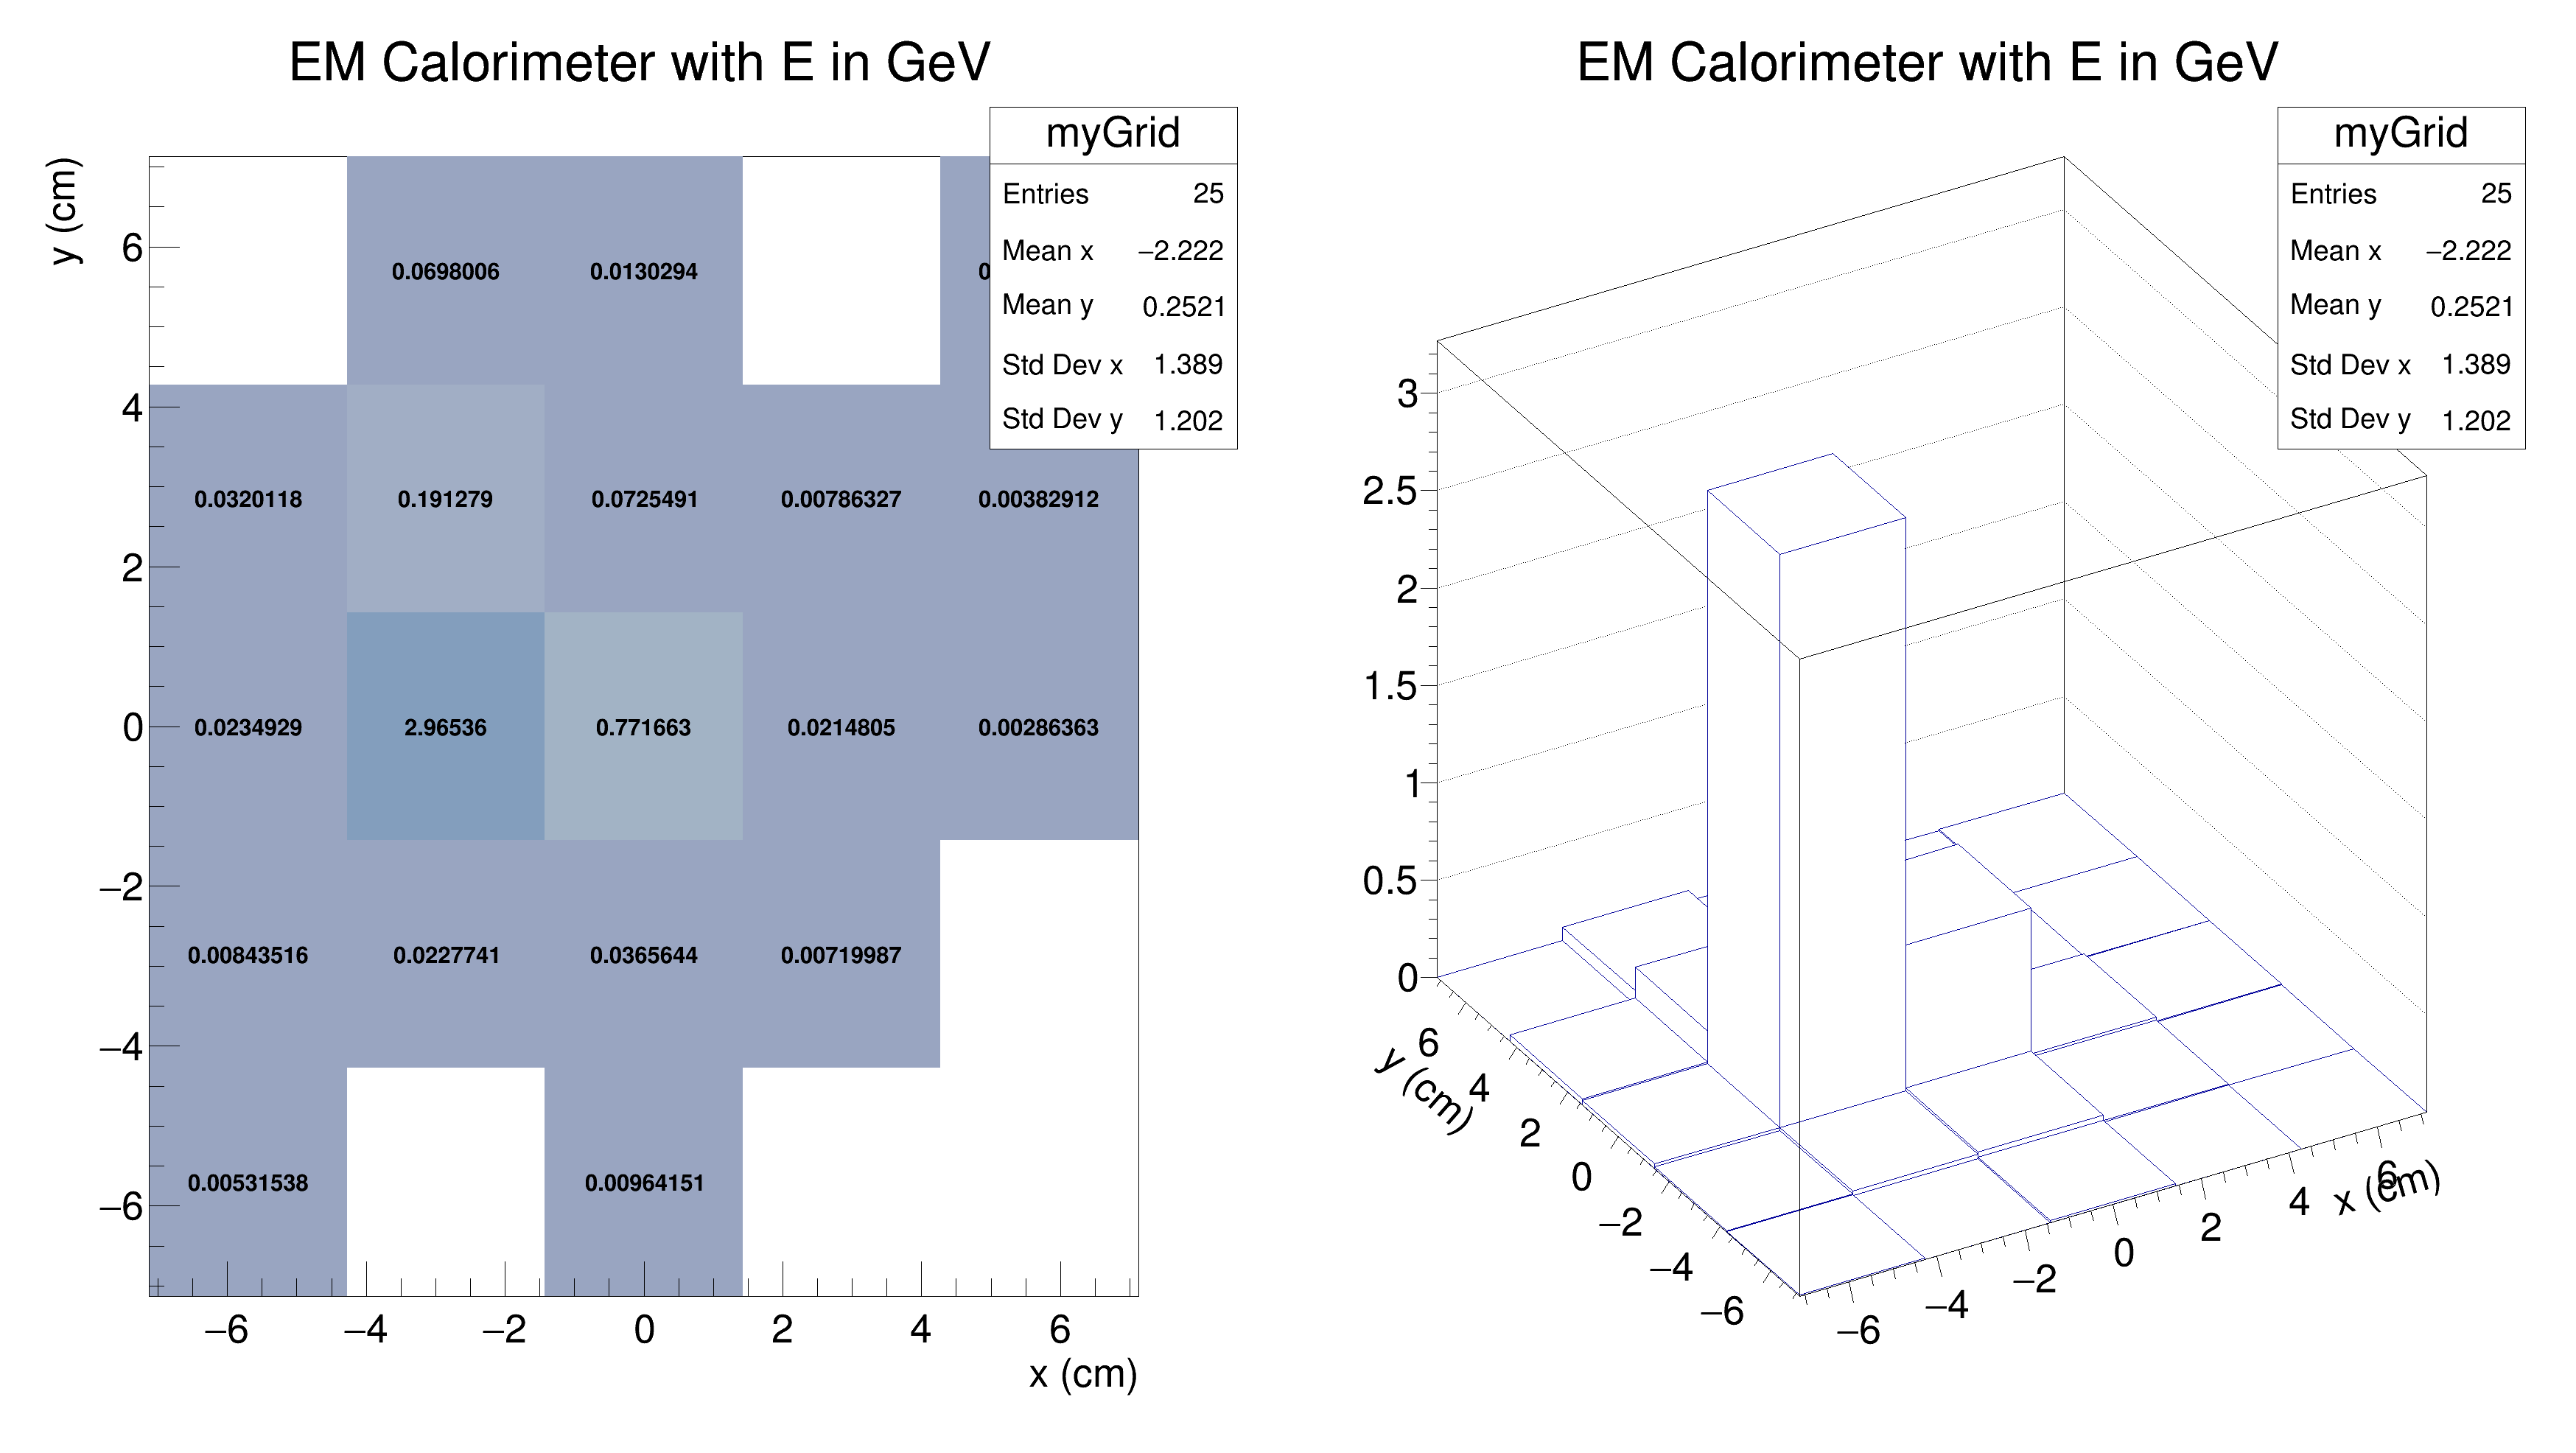 EM Calorimeter with E in GeV
myGrid
Entries 25
Mean x −2.222
Mean y 0.2521
Std Dev x 1.389
Std Dev y 1.202
y (cm)
6
4
2
0
−2
−4
−6
0.0698006 0.0130294
0.0320118 0.191279 0.0725491 0.00786327 0.00382912
0.0234929 2.96536 0.771663 0.0214805 0.00286363
0.00843516 0.0227741 0.0365644 0.00719987
0.00531538 0.00964151
−6 −4 −2 0 2 4 6
x (cm)
EM Calorimeter with E in GeV
myGrid
Entries 25
Mean x −2.222
Mean y 0.2521
Std Dev x 1.389
Std Dev y 1.202
3
2.5
2
1.5
1
0.5
0
y (cm)
6
4
2
0
−2
−4
−6
−6 −4 −2 0 2 4 6
x (cm)